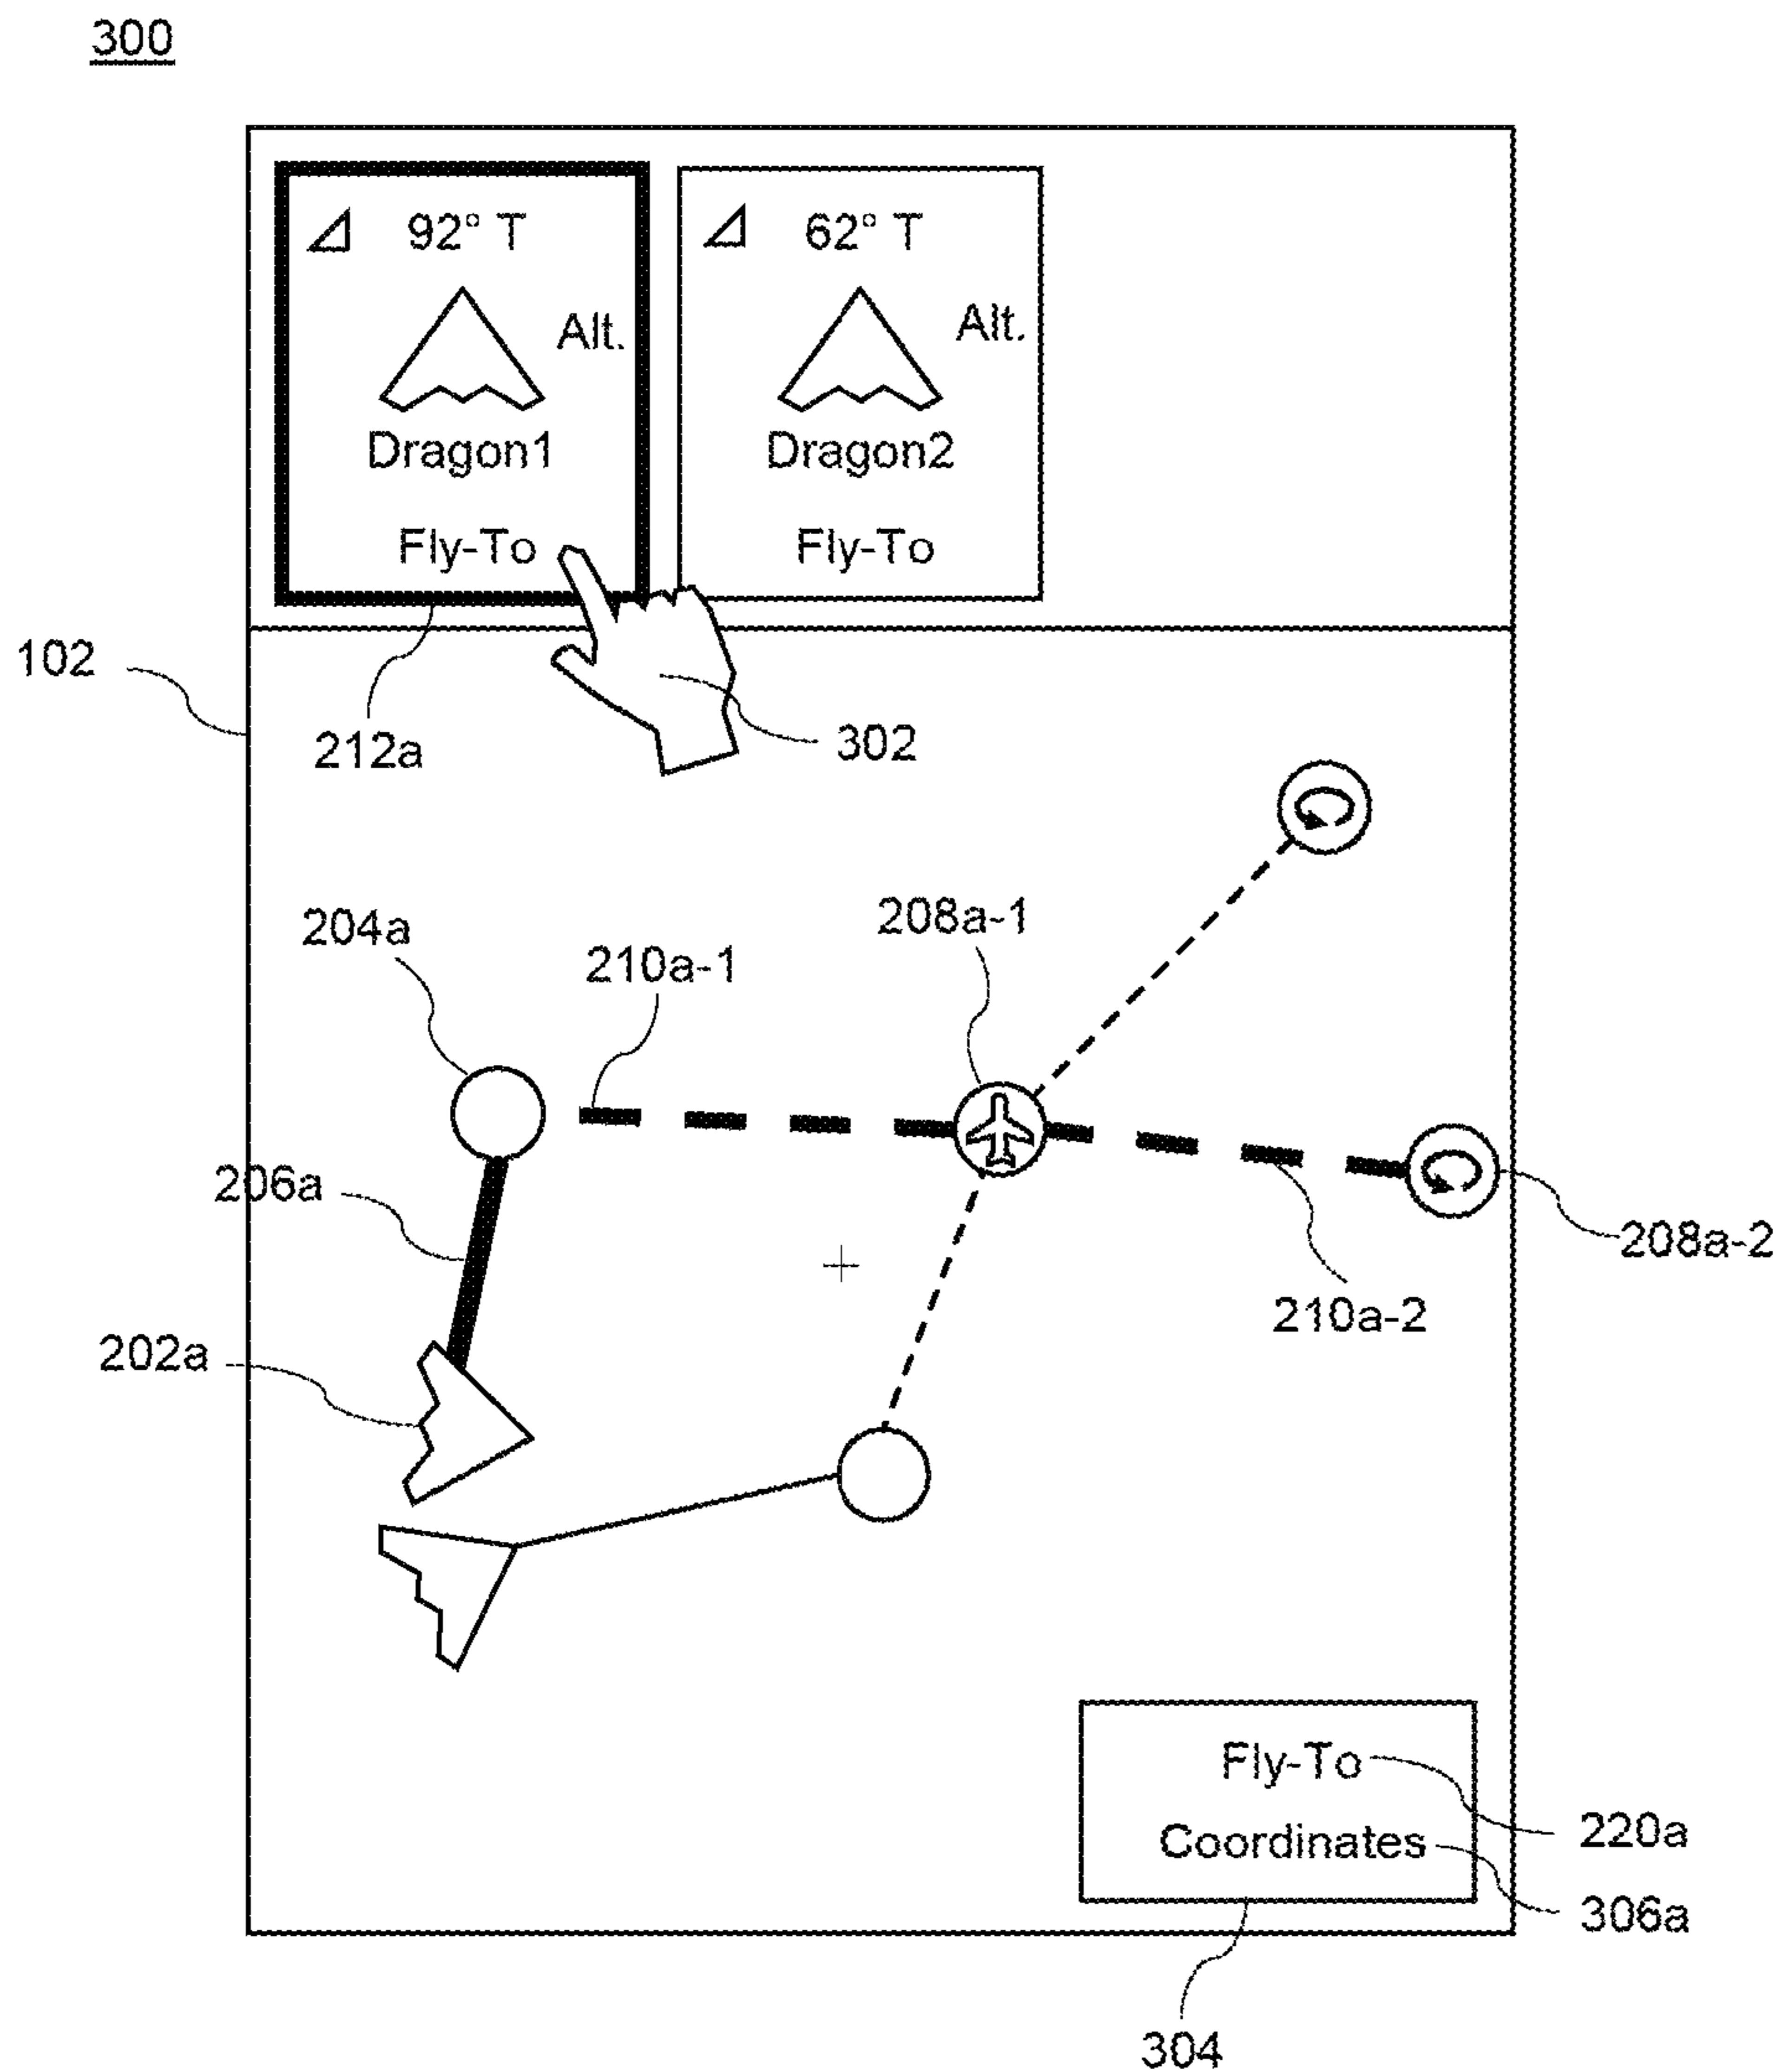 300
92° T
62° T
Alt.
Alt.
Dragon1
Dragon2
Fly-To
Fly-To
102
212a
302
204a
208a-1
210a-1
206a
208a-2
210a-2
202a
Fly-To
220a
Coordinates
306a
304